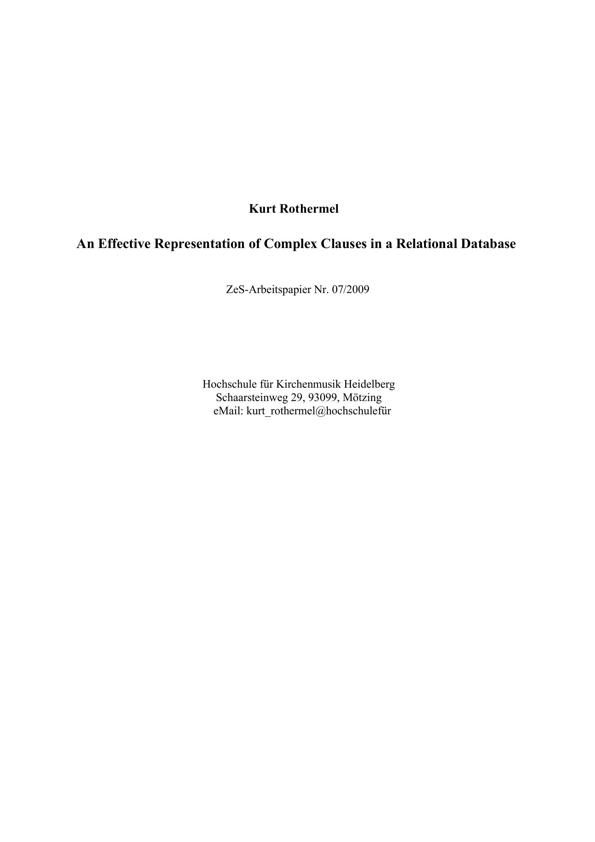 Kurt Rothermel
An Effective Representation of Complex Clauses in a Relational Database
ZeS-Arbeitspapier Nr. 07/2009
Hochschule für Kirchenmusik Heidelberg
Schaarsteinweg 29, 93099, Mötzing
eMail: kurt_rothermel@hochschulefür